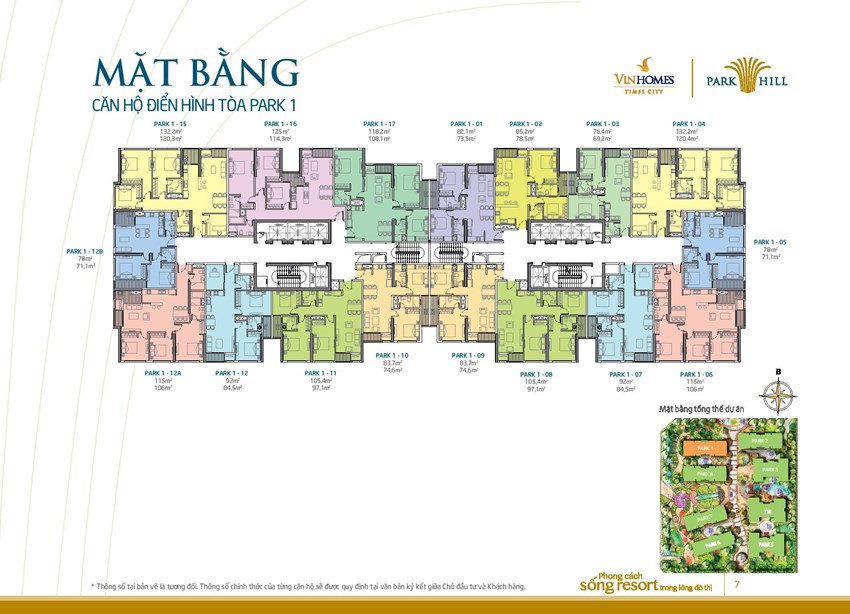 MẶT BẰNG
CĂN HỘ ĐIỂN HÌNH TÒA PARK 1
VINHOMES
TIMES CITY
PARK HILL
PARK 1 - 15
132,2m²
120,3m²
PARK 1 - 16
125m²
114,3m²
PARK 1 - 17
118,2m²
108,1m²
PARK 1 - 01
82,1m²
73,5m²
PARK 1 - 02
85,2m²
78,5m²
PARK 1 - 03
76,4m²
69,2m²
PARK 1 - 04
132,2m²
120,4m²
PARK 1 - 12B
78m²
71,1m²
PARK 1 - 05
78m²
71,1m²
PARK 1 - 12A
115m²
106m²
PARK 1 - 12
92m²
84,5m²
PARK 1 - 11
105,4m²
97,1m²
PARK 1 - 10
83,7m²
74,6m²
PARK 1 - 09
83,7m²
74,6m²
PARK 1 - 08
105,4m²
97,1m²
PARK 1 - 07
92m²
84,5m²
PARK 1 - 06
115m²
106m²
B
Mặt bằng tổng thể dự án
PARK 1
PARK 2
PARK 3
PARK 7
* Thông số tại bản vẽ là tương đối. Thông số chính thức của từng căn hộ sẽ được quy định tại văn bản ký kết giữa Chủ đầu tư và Khách hàng.
Phong cách
sống resort trong lòng đô thị
7